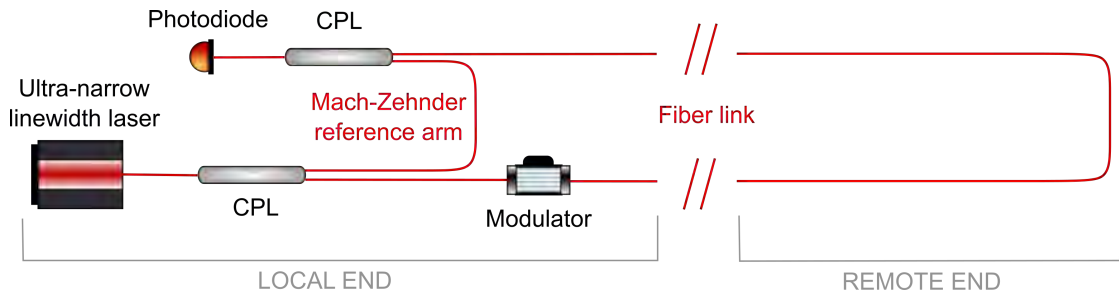 Photodiode
CPL
Ultra-narrow
linewidth laser
Mach-Zehnder
reference arm
Fiber link
CPL
Modulator
LOCAL END
REMOTE END